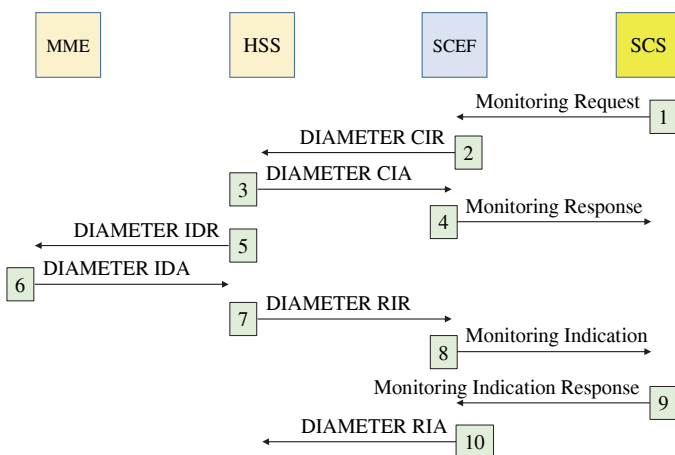 MME HSS SCEF SCS
Monitoring Request
1
DIAMETER CIR
2
3
DIAMETER CIA
4
Monitoring Response
DIAMETER IDR
5
6
DIAMETER IDA
7
DIAMETER RIR
8
Monitoring Indication
Monitoring Indication Response
9
DIAMETER RIA
10